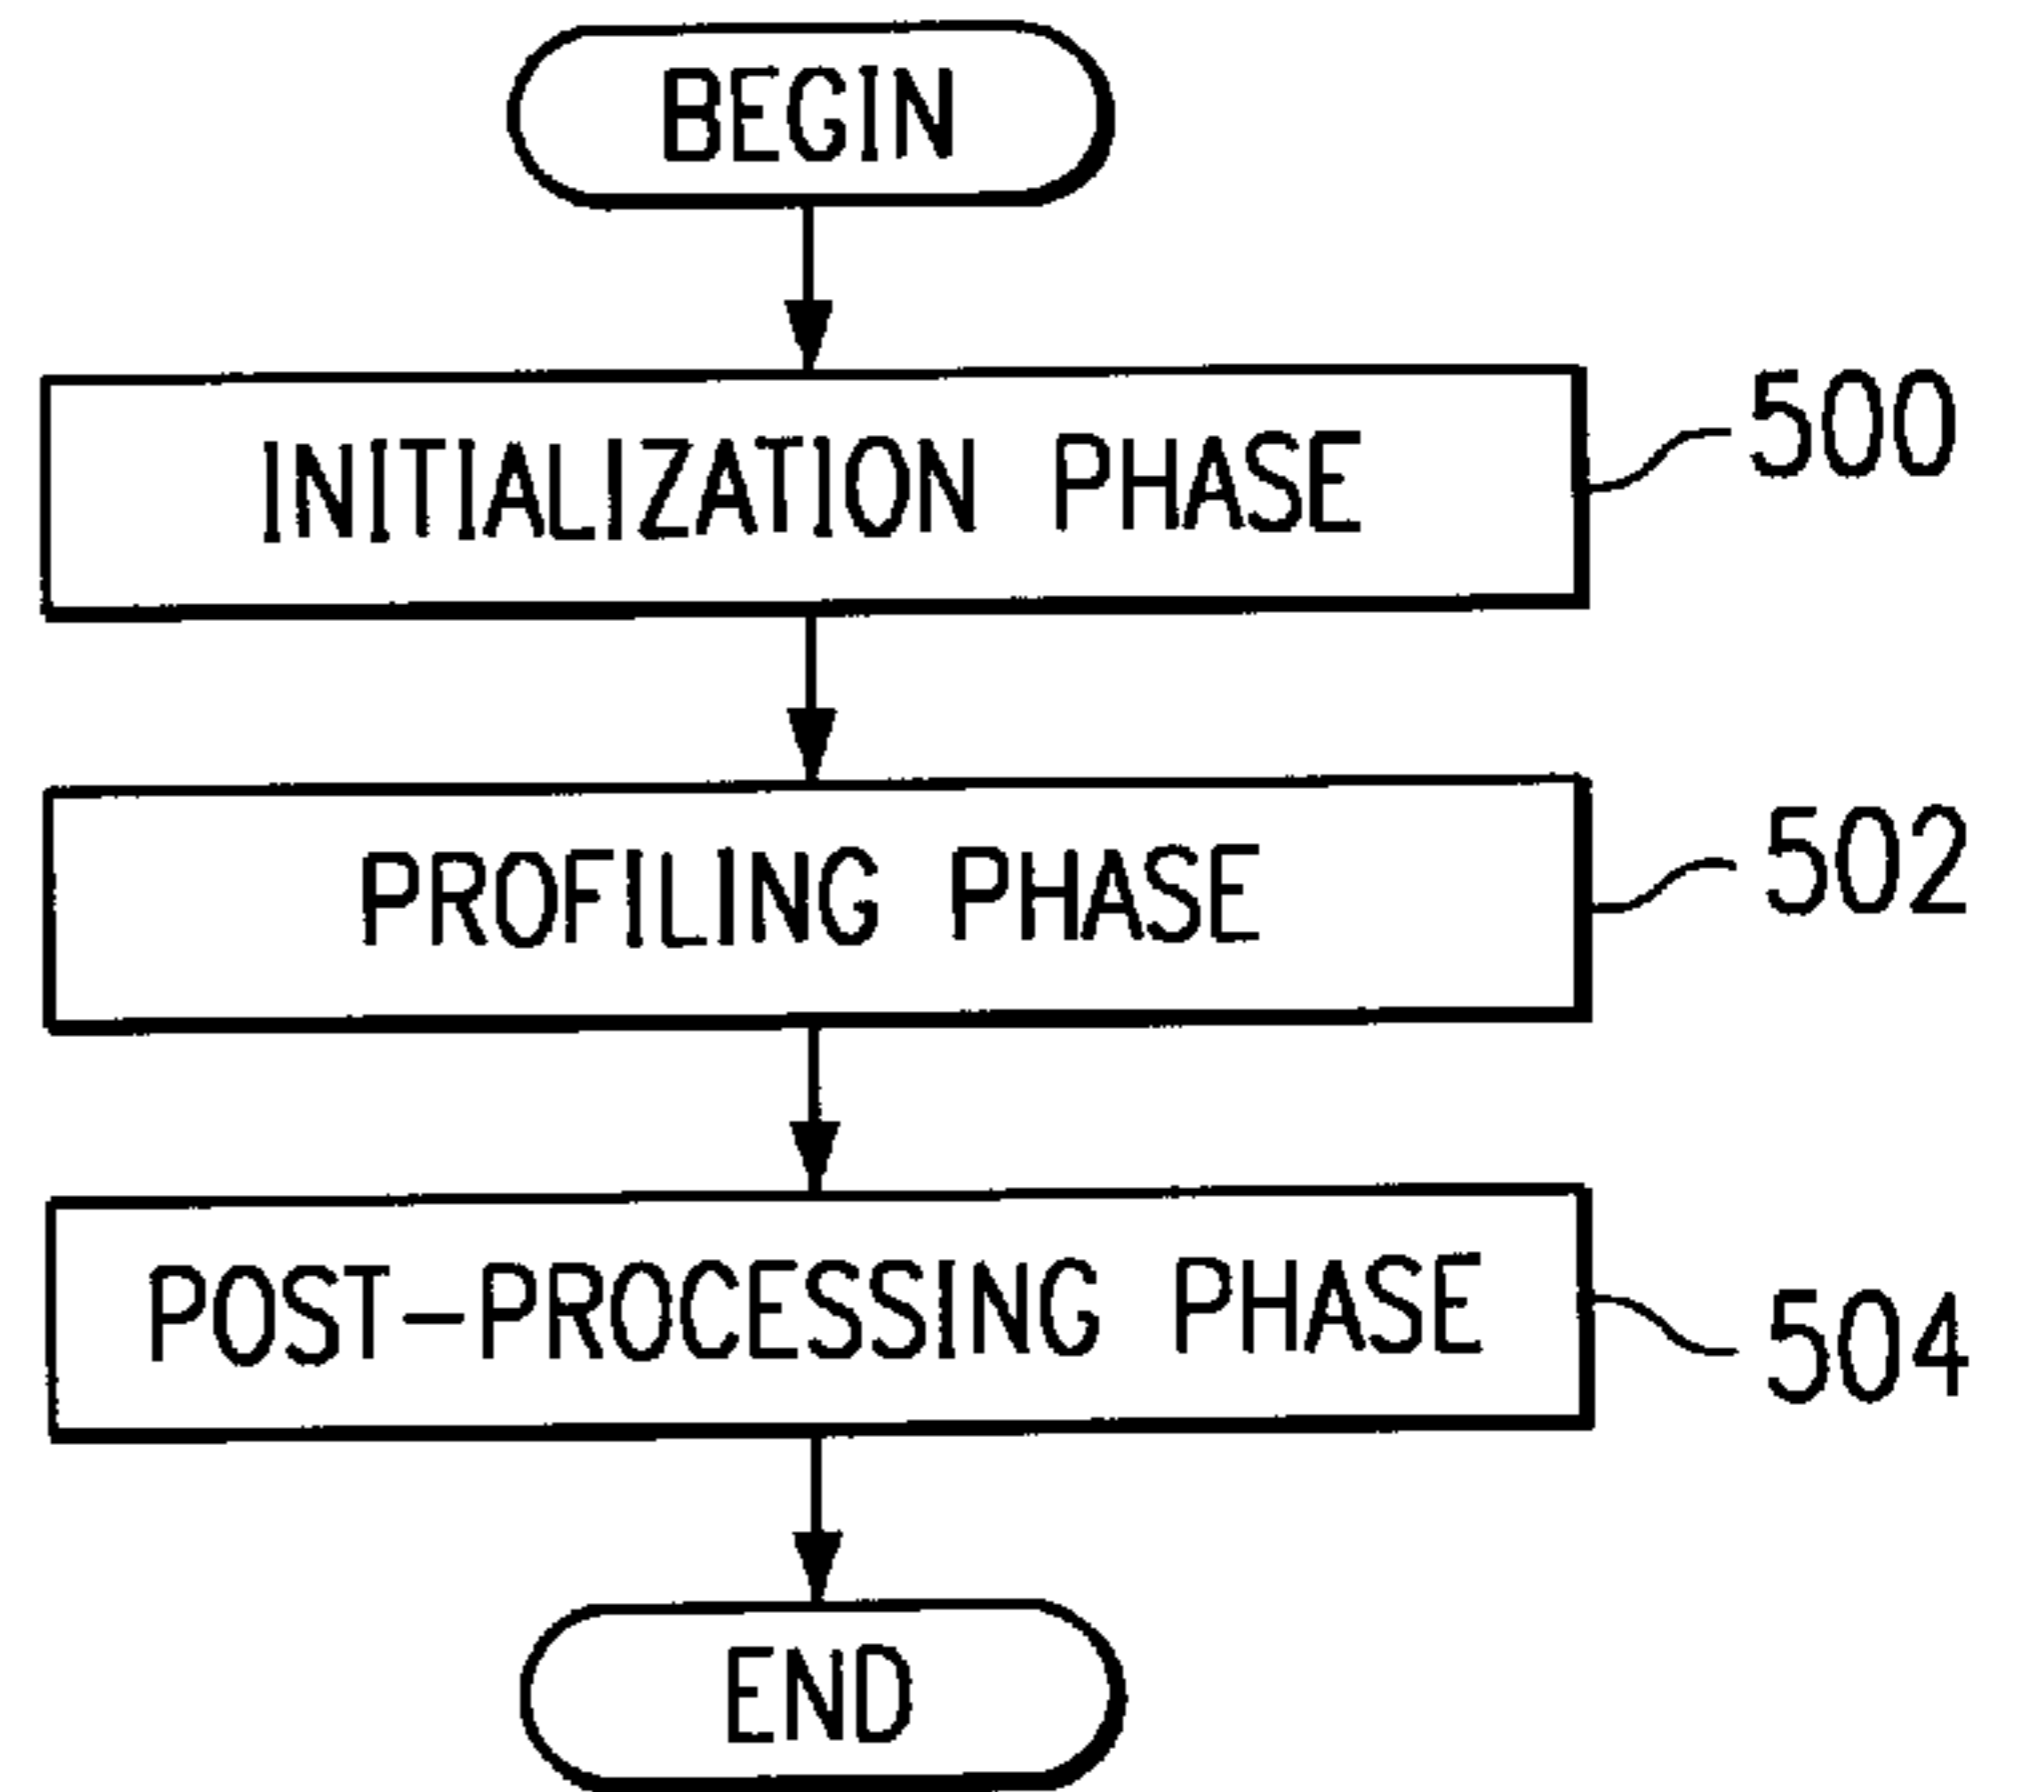 BEGIN
INITIALIZATION PHASE
500
PROFILING PHASE
502
POST-PROCESSING PHASE
504
END